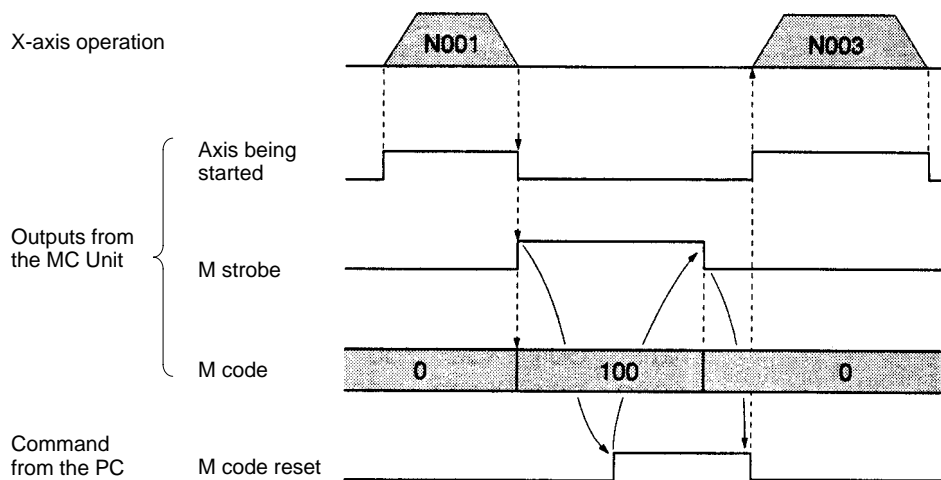 X-axis operation
N001
N003
Axis being
started
Outputs from
the MC Unit
M strobe
M code
0
100
0
Command
from the PC
M code reset